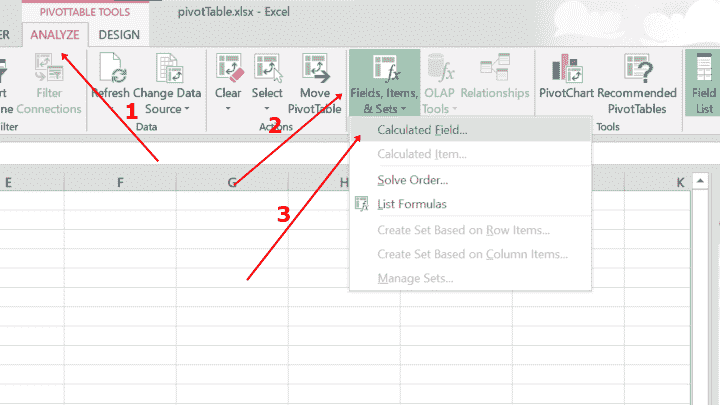 PIVOTTABLE TOOLS
pivotTable.xlsx - Excel
ER
ANALYZE
DESIGN
Filter
Connections
Refresh
Change Data
Source
Clear
Select
Move
PivotTable
Fields, Items,
& Sets
OLAP
Tools
Relationships
PivotChart
Recommended
PivotTables
Field
List
rt
ne
ilter
Data
Actions
Tools
1
2
3
Calculated Field...
Calculated Item...
Solve Order...
List Formulas
Create Set Based on Row Items...
Create Set Based on Column Items...
Manage Sets...
E
F
G
H
K